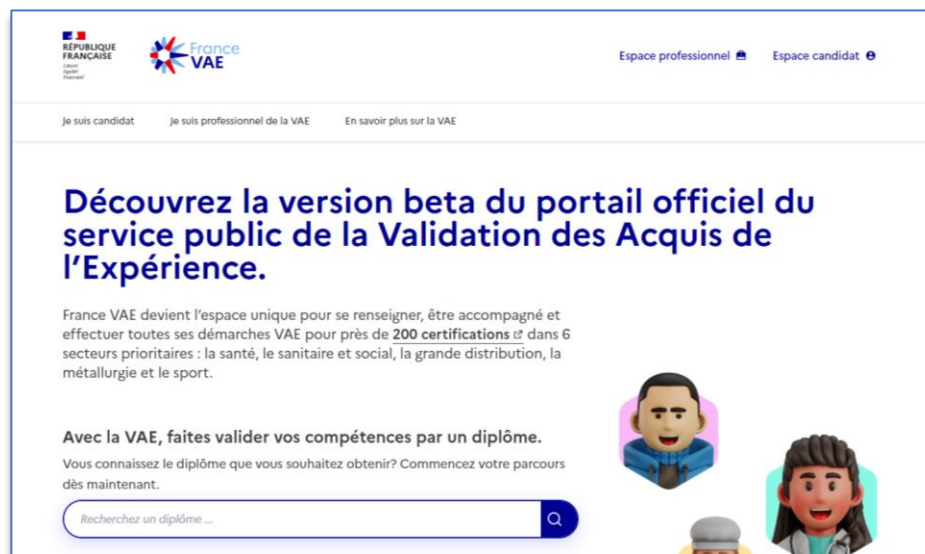 RÉPUBLIQUE
FRANÇAISE
Liberté
Égalité
Fraternité
France
VAE
Espace professionnel
Espace candidat
Je suis candidat
Je suis professionnel de la VAE
En savoir plus sur la VAE
Découvrez la version beta du portail officiel du
service public de la Validation des Acquis de
l'Expérience.
France VAE devient l'espace unique pour se renseigner, être accompagné et
effectuer toutes ses démarches VAE pour près de 200 certifications dans 6
secteurs prioritaires : la santé, le sanitaire et social, la grande distribution, la
métallurgie et le sport.
Avec la VAE, faites valider vos compétences par un diplôme.
Vous connaissez le diplôme que vous souhaitez obtenir? Commencez votre parcours
dès maintenant.
Recherchez un diplôme ...